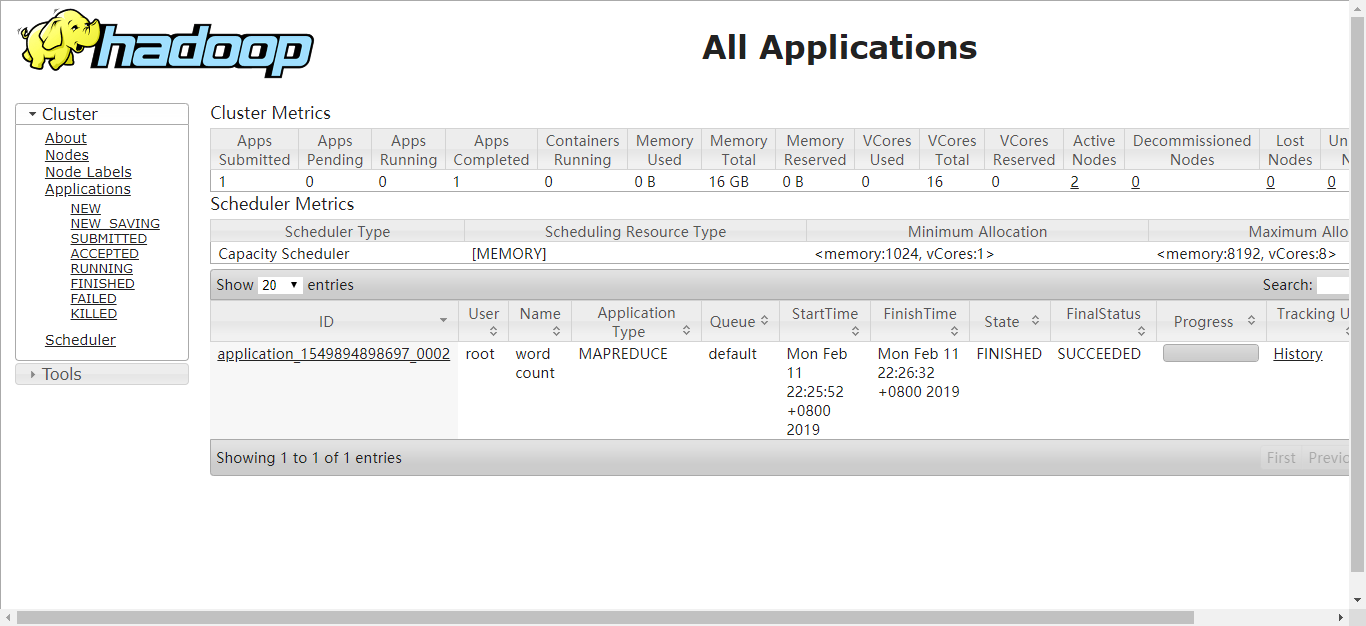 hadoop
All Applications
Cluster
About
Nodes
Node Labels
Applications
NEW
NEW_SAVING
SUBMITTED
ACCEPTED
RUNNING
FINISHED
FAILED
KILLED
Scheduler
Tools
Cluster Metrics
Apps Submitted Apps Pending Apps Running Apps Completed Containers Running Memory Used Memory Total Memory Reserved VCores Used VCores Total VCores Reserved Active Nodes Decommissioned Nodes Lost Nodes Un N
1 0 0 1 0 0 B 16 GB 0 B 0 16 0 2 0 0 0
Scheduler Metrics
Scheduler Type Scheduling Resource Type Minimum Allocation Maximum Allo
Capacity Scheduler [MEMORY] <memory:1024, vCores:1> <memory:8192, vCores:8>
Show 20 entries Search:
ID User Name Application Type Queue StartTime FinishTime State FinalStatus Progress Tracking U
application_1549894898697_0002 root word count MAPREDUCE default Mon Feb 11 22:25:52 +0800 2019 Mon Feb 11 22:26:32 +0800 2019 FINISHED SUCCEEDED History
Showing 1 to 1 of 1 entries First Previo